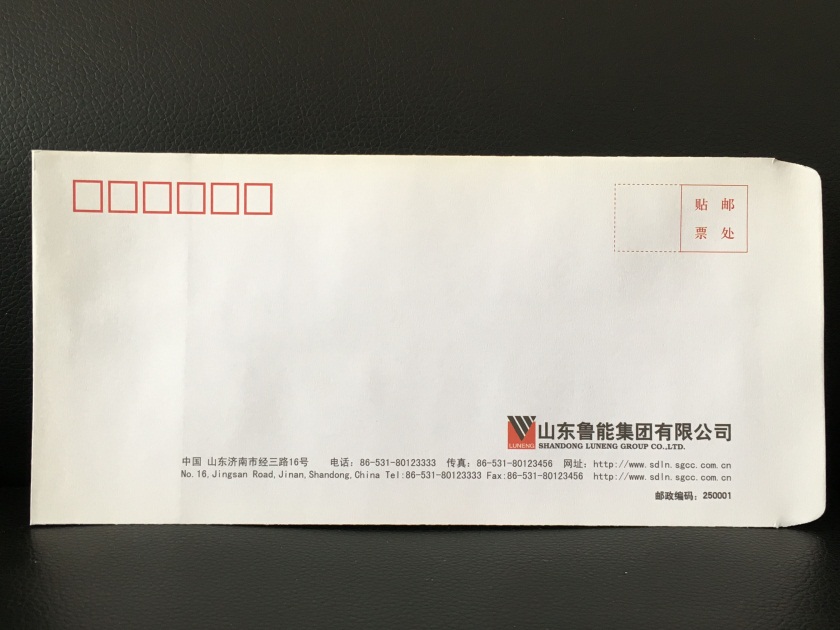 贴 邮
票 处
山东鲁能集团有限公司
LUNENG
SHANDONG LUNENG GROUP CO.,LTD.
中国 山东济南市经三路16号 电话：86-531-80123333 传真：86-531-80123456 网址：http://www.sdln.sgcc.com.cn
No.16,Jingsan Road,Jinan,Shandong,China Tel:86-531-80123333 Fax:86-531-80123456 http://www.sdln.sgcc.com.cn
邮政编码：250001